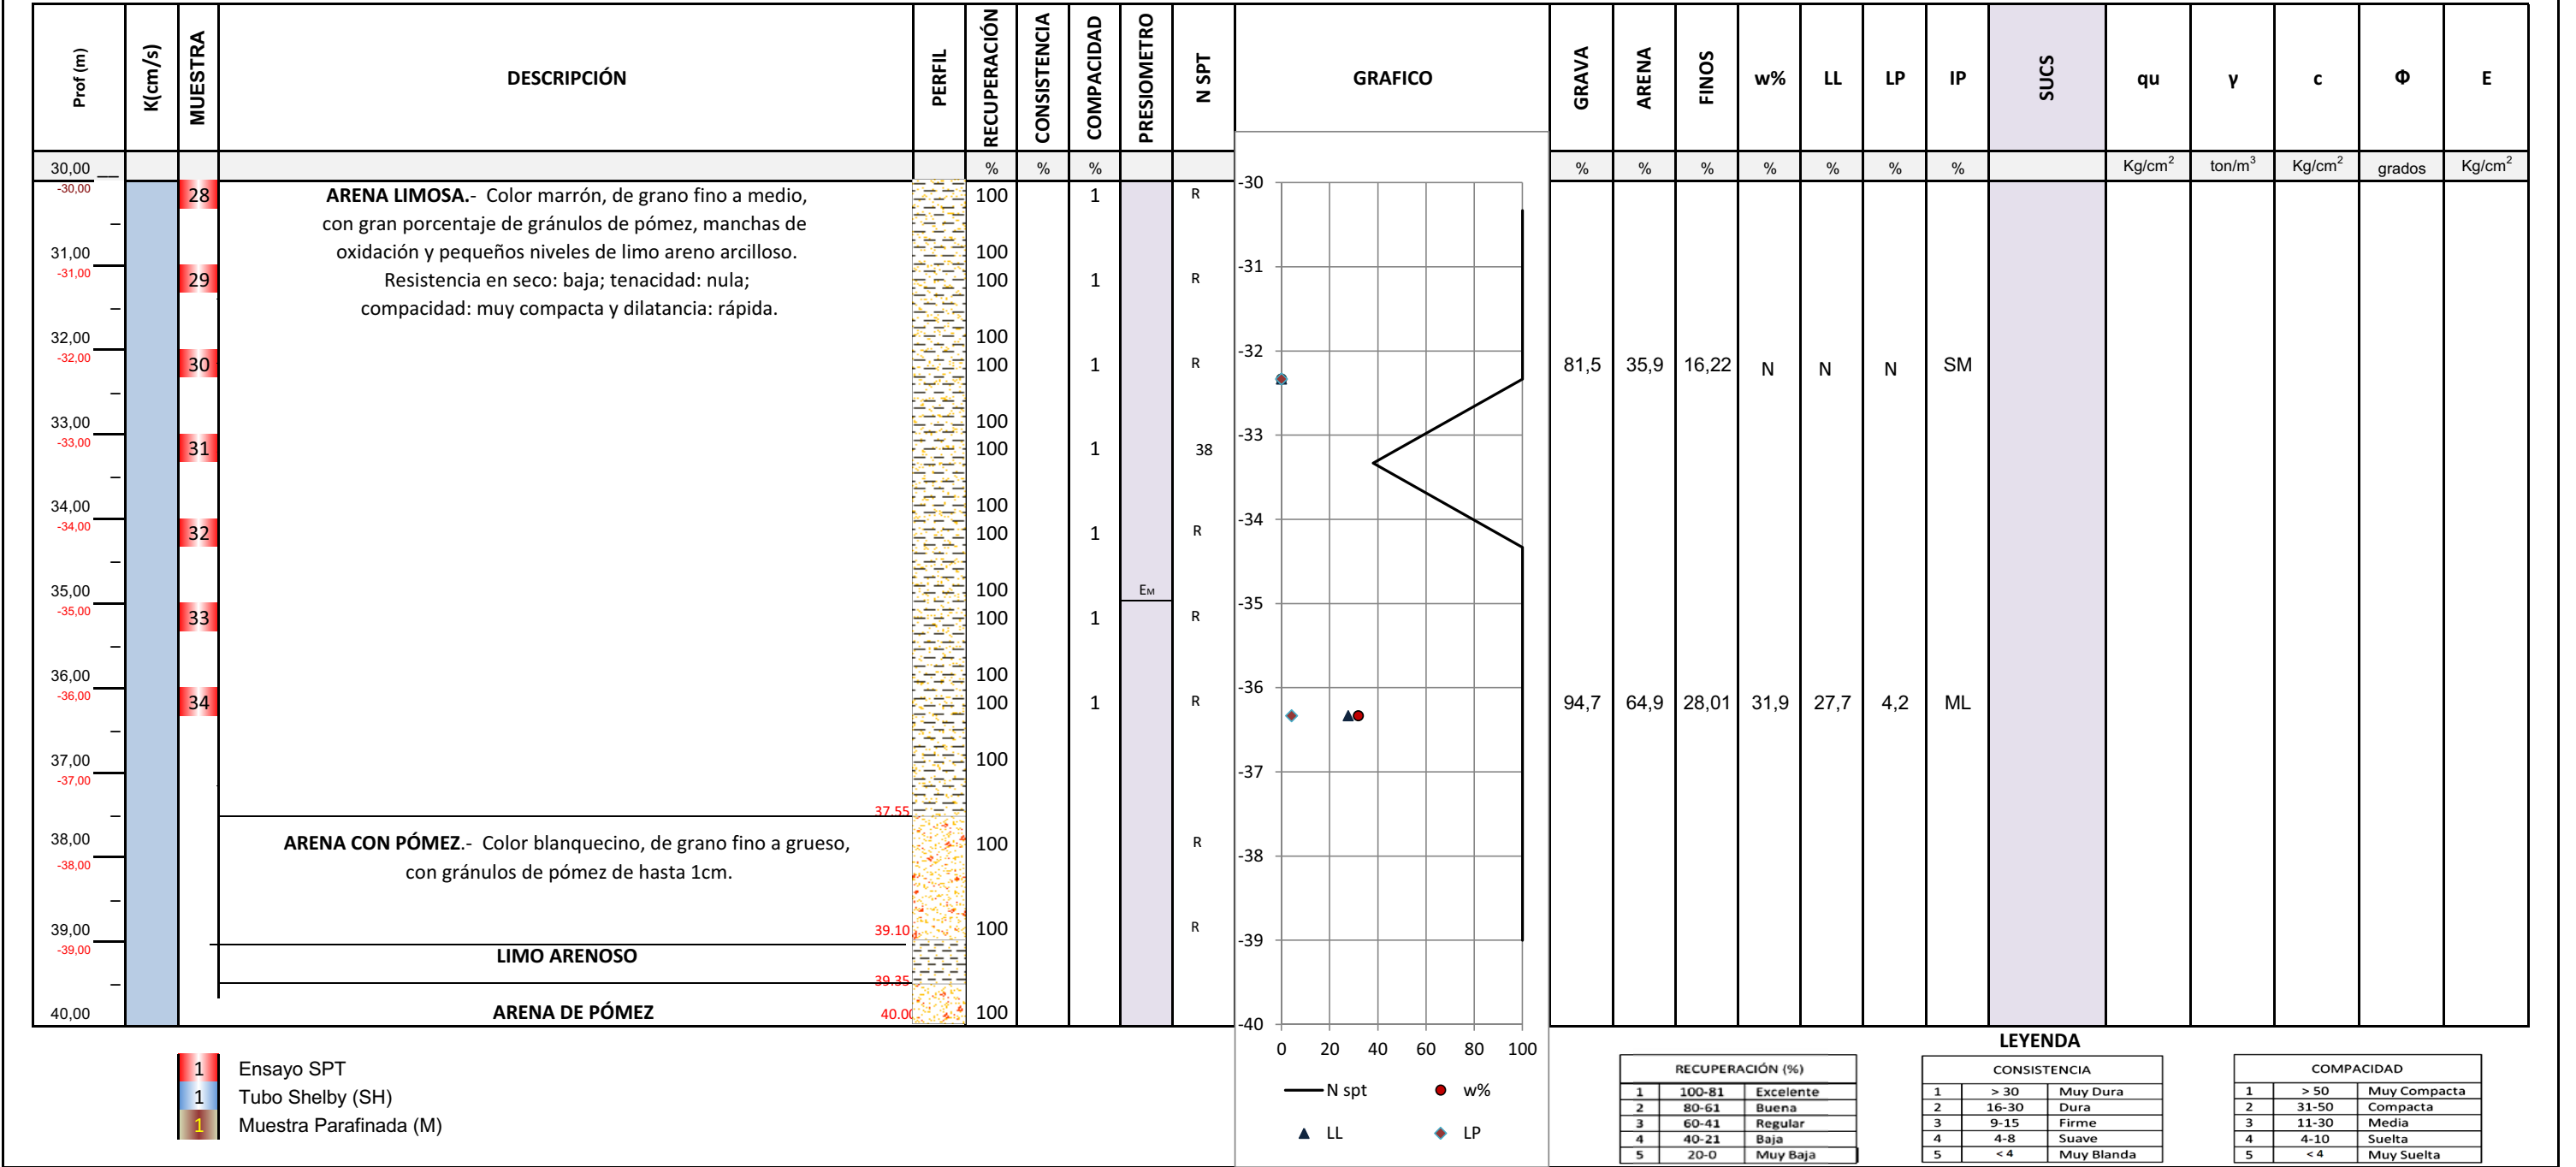 Prof (m) K(cm/s) MUESTRA DESCRIPCIÓN PERFIL RECUPERACIÓN CONSISTENCIA COMPACIDAD PRESIOMETRO N SPT GRAFICO GRAVA ARENA FINOS w% LL LP IP SUCS qu γ c Φ E
30,00 % % % % % % % % % % Kg/cm² ton/m³ Kg/cm² grados Kg/cm²
-30,00 28 ARENA LIMOSA.- Color marrón, de grano fino a medio, 100 1 R -30
con gran porcentaje de gránulos de pómez, manchas de
31,00 oxidación y pequeños niveles de limo areno arcilloso. 100
-31,00 29 Resistencia en seco: baja; tenacidad: nula; 100 1 R -31
compacidad: muy compacta y dilatancia: rápida.
32,00 100
-32,00 30 100 1 R -32 81,5 35,9 16,22 N N N SM
33,00 100
-33,00 31 100 1 38 -33
34,00 100
-34,00 32 100 1 R -34
35,00 100 EM
-35,00 33 100 1 R -35
36,00 100
-36,00 34 100 1 R -36 94,7 64,9 28,01 31,9 27,7 4,2 ML
37,00 100
-37,00 -37
37.55
38,00 ARENA CON PÓMEZ.- Color blanquecino, de grano fino a grueso, 100 R
-38,00 con gránulos de pómez de hasta 1cm. -38
39,00 39.10 100 R
-39,00 LIMO ARENOSO -39
39.35
40,00 ARENA DE PÓMEZ 40.00 100 -40
0 20 40 60 80 100
N spt w%
LL LP
1 Ensayo SPT
1 Tubo Shelby (SH)
1 Muestra Parafinada (M)
LEYENDA
RECUPERACIÓN (%)
1 100-81 Excelente
2 80-61 Buena
3 60-41 Regular
4 40-21 Baja
5 20-0 Muy Baja
CONSISTENCIA
1 > 30 Muy Dura
2 16-30 Dura
3 9-15 Firme
4 4-8 Suave
5 < 4 Muy Blanda
COMPACIDAD
1 > 50 Muy Compacta
2 31-50 Compacta
3 11-30 Media
4 4-10 Suelta
5 < 4 Muy Suelta